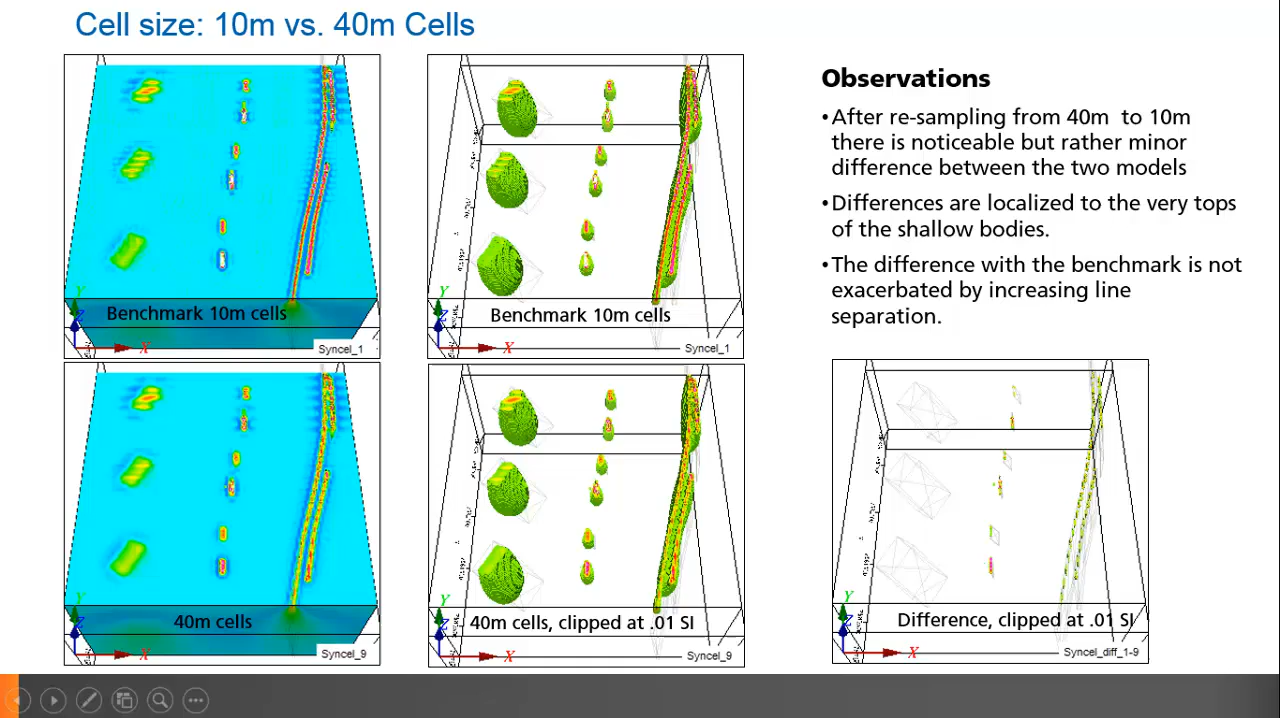 Cell size: 10m vs. 40m Cells
Benchmark 10m cells
Y
Z
X
Syncel_1
Benchmark 10m cells
Y
Z
X
Syncel_1
Observations
•After re-sampling from 40m to 10m
there is noticeable but rather minor
difference between the two models
•Differences are localized to the very tops
of the shallow bodies.
•The difference with the benchmark is not
exacerbated by increasing line
separation.
40m cells
Y
Z
X
Syncel_9
40m cells, clipped at .01 SI
Y
Z
X
Syncel_9
Difference, clipped at .01 SI
Y
Z
X
Syncel_diff_1-9